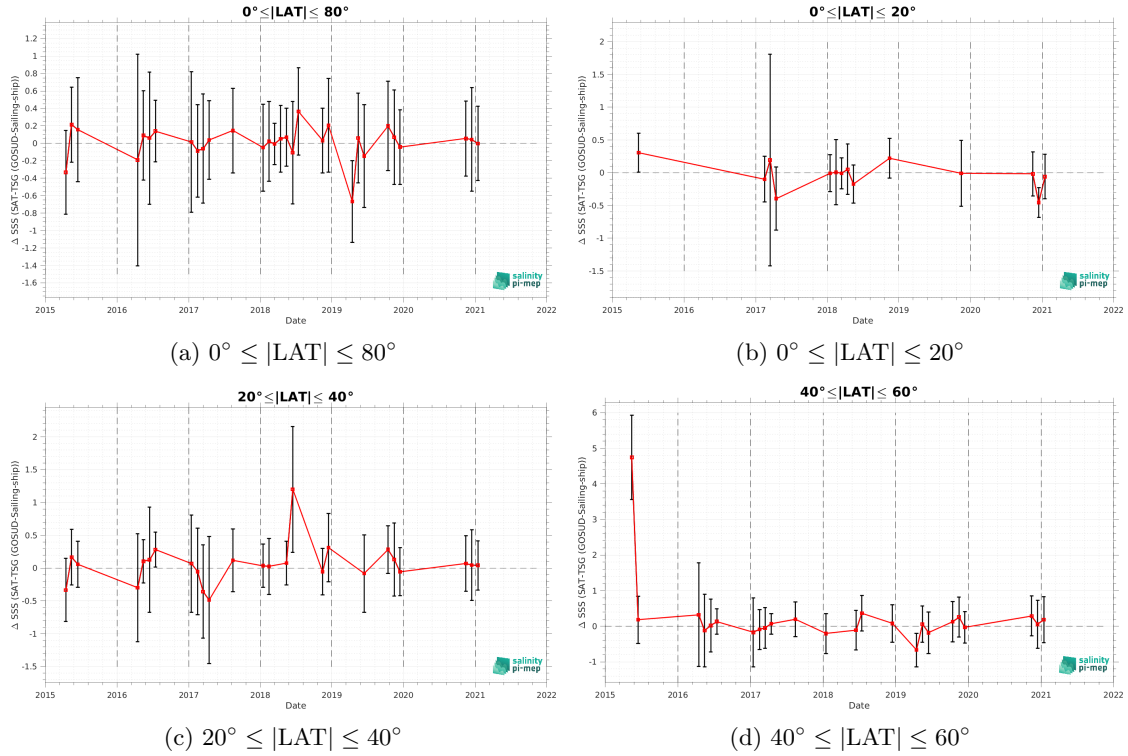 0°≤|LAT|≤ 80°
Δ SSS (SAT-TSG (GOSUD-Sailing-ship))
1.2
1
0.8
0.6
0.4
0.2
0
-0.2
-0.4
-0.6
-0.8
-1
-1.2
-1.4
-1.6
2015 2016 2017 2018 2019 2020 2021 2022
Date
salinity
pi-mep
(a) 0° ≤ |LAT| ≤ 80°
0°≤|LAT|≤ 20°
Δ SSS (SAT-TSG (GOSUD-Sailing-ship))
2
1.5
1
0.5
0
-0.5
-1
-1.5
2015 2016 2017 2018 2019 2020 2021 2022
Date
salinity
pi-mep
(b) 0° ≤ |LAT| ≤ 20°
20°≤|LAT|≤ 40°
Δ SSS (SAT-TSG (GOSUD-Sailing-ship))
2
1.5
1
0.5
0
-0.5
-1
-1.5
2015 2016 2017 2018 2019 2020 2021 2022
Date
salinity
pi-mep
(c) 20° ≤ |LAT| ≤ 40°
40°≤|LAT|≤ 60°
Δ SSS (SAT-TSG (GOSUD-Sailing-ship))
6
5
4
3
2
1
0
-1
2015 2016 2017 2018 2019 2020 2021 2022
Date
salinity
pi-mep
(d) 40° ≤ |LAT| ≤ 60°